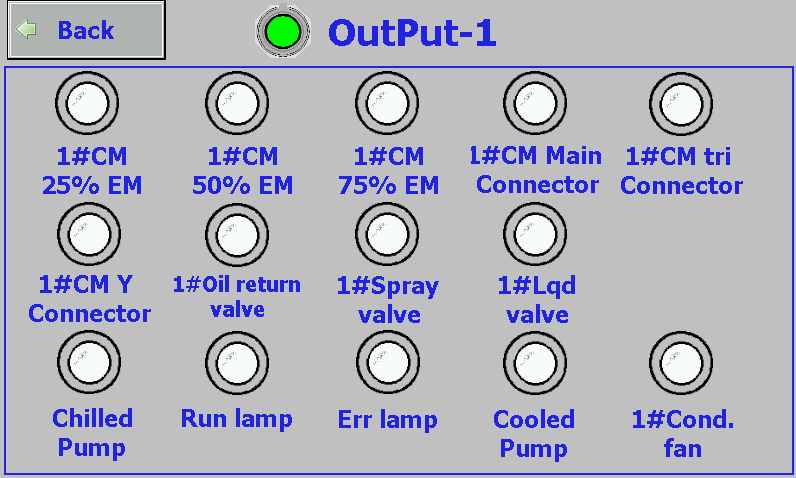 Back
OutPut-1
1#CM
25% EM
1#CM
50% EM
1#CM
75% EM
1#CM Main
Connector
1#CM tri
Connector
1#CM Y
Connector
1#Oil return
valve
1#Spray
valve
1#Lqd
valve
Chilled
Pump
Run lamp
Err lamp
Cooled
Pump
1#Cond.
fan